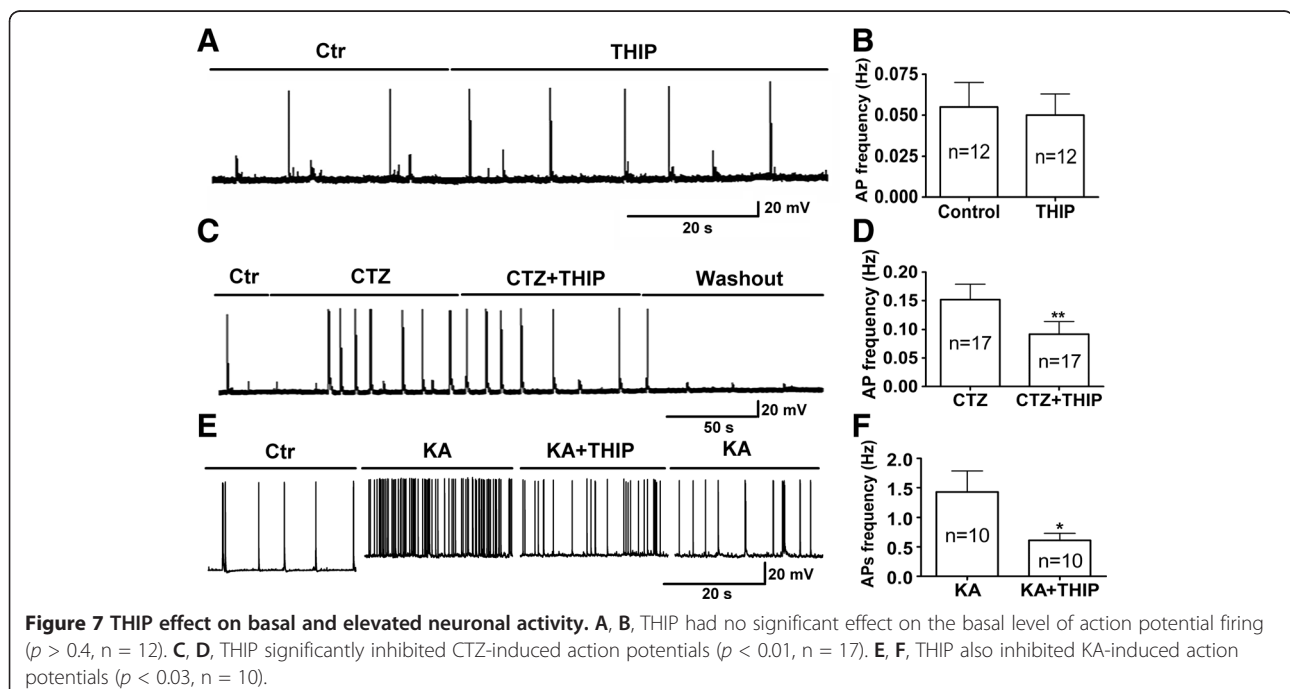 A
Ctr THIP
20 mV
20 s
B
AP frequency (Hz)
0.075
0.050
0.025
0.000
n=12 n=12
Control THIP
C
Ctr CTZ CTZ+THIP Washout
20 mV
50 s
D
AP frequency (Hz)
0.20
0.15
0.10
0.05
0.00
**
n=17 n=17
CTZ CTZ+THIP
E
Ctr KA KA+THIP KA
20 mV
20 s
F
APs frequency (Hz)
2.0
1.5
1.0
0.5
0.0
*
n=10 n=10
KA KA+THIP
Figure 7 THIP effect on basal and elevated neuronal activity. A, B, THIP had no significant effect on the basal level of action potential firing
(p > 0.4, n = 12). C, D, THIP significantly inhibited CTZ-induced action potentials (p < 0.01, n = 17). E, F, THIP also inhibited KA-induced action
potentials (p < 0.03, n = 10).